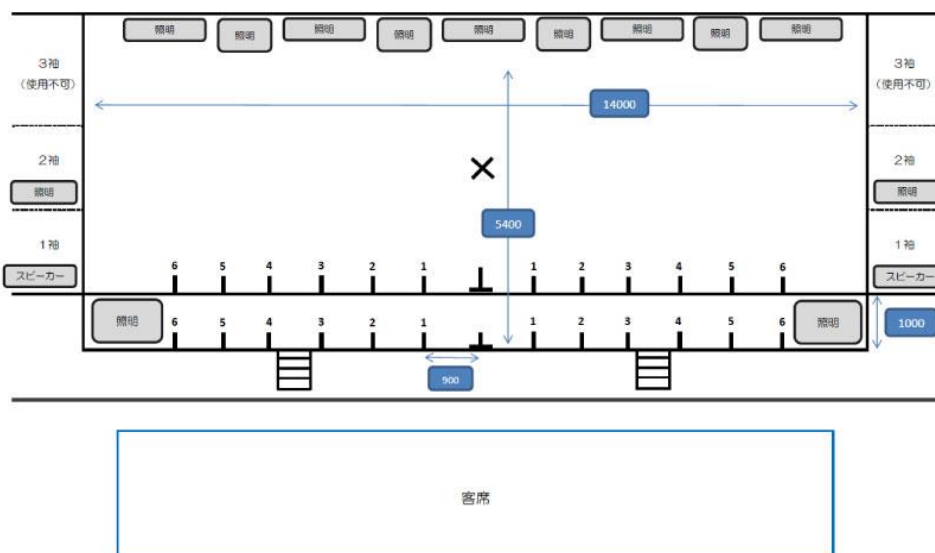 照明 照明 照明 照明 照明 照明 照明 照明 照明
3袖
(使用不可)
3袖
(使用不可)
14000
2袖
照明
2袖
照明
5400
1袖
スピーカー
1袖
スピーカー
6 5 4 3 2 1 1 2 3 4 5 6
照明
6 5 4 3 2 1 1 2 3 4 5 6
照明
1000
900
客席